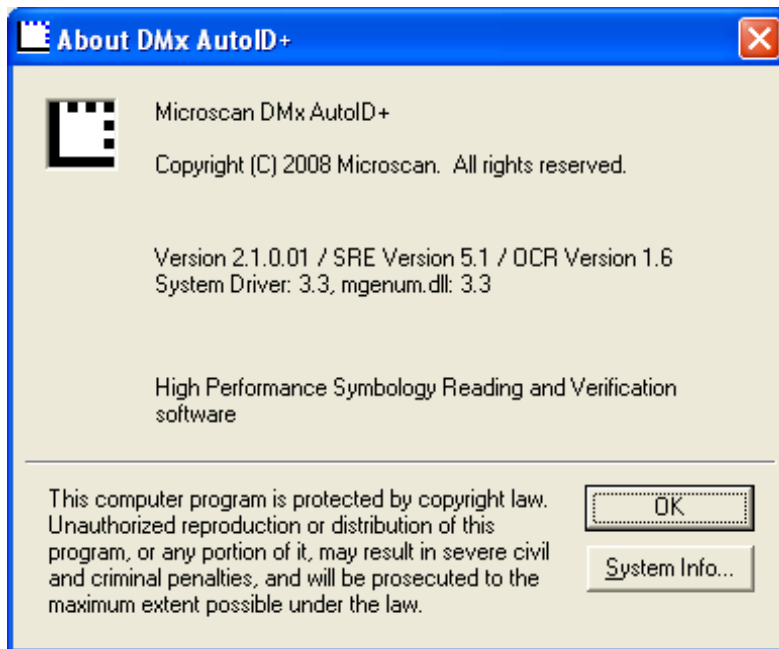 About DMx AutoID+
Microscan DMx AutoID+
Copyright (C) 2008 Microscan.  All rights reserved.
Version 2.1.0.01 / SRE Version 5.1 / OCR Version 1.6
System Driver: 3.3, mgenum.dll: 3.3
High Performance Symbology Reading and Verification
software
This computer program is protected by copyright law.
Unauthorized reproduction or distribution of this
program, or any portion of it, may result in severe civil
and criminal penalties, and will be prosecuted to the
maximum extent possible under the law.
OK
System Info...